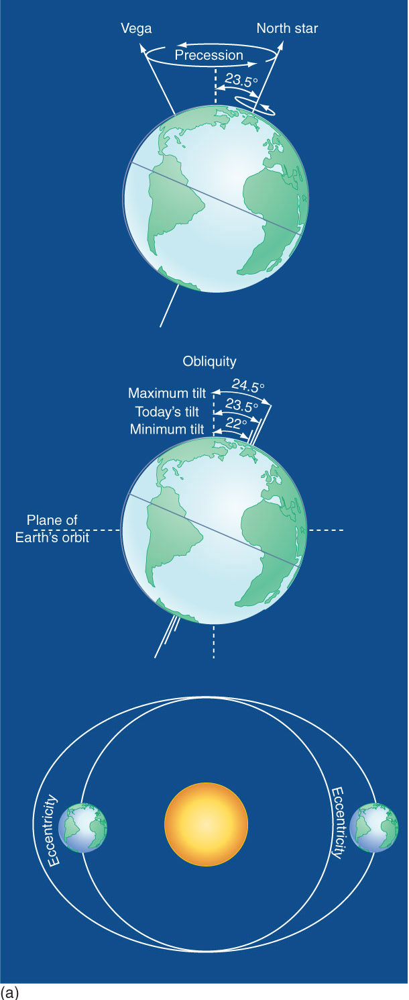 Vega
North star
Precession
23.5°
Obliquity
Maximum tilt
24.5°
Today's tilt
23.5°
Minimum tilt
22°
Plane of
Earth's orbit
Eccentricity
Eccentricity
(a)